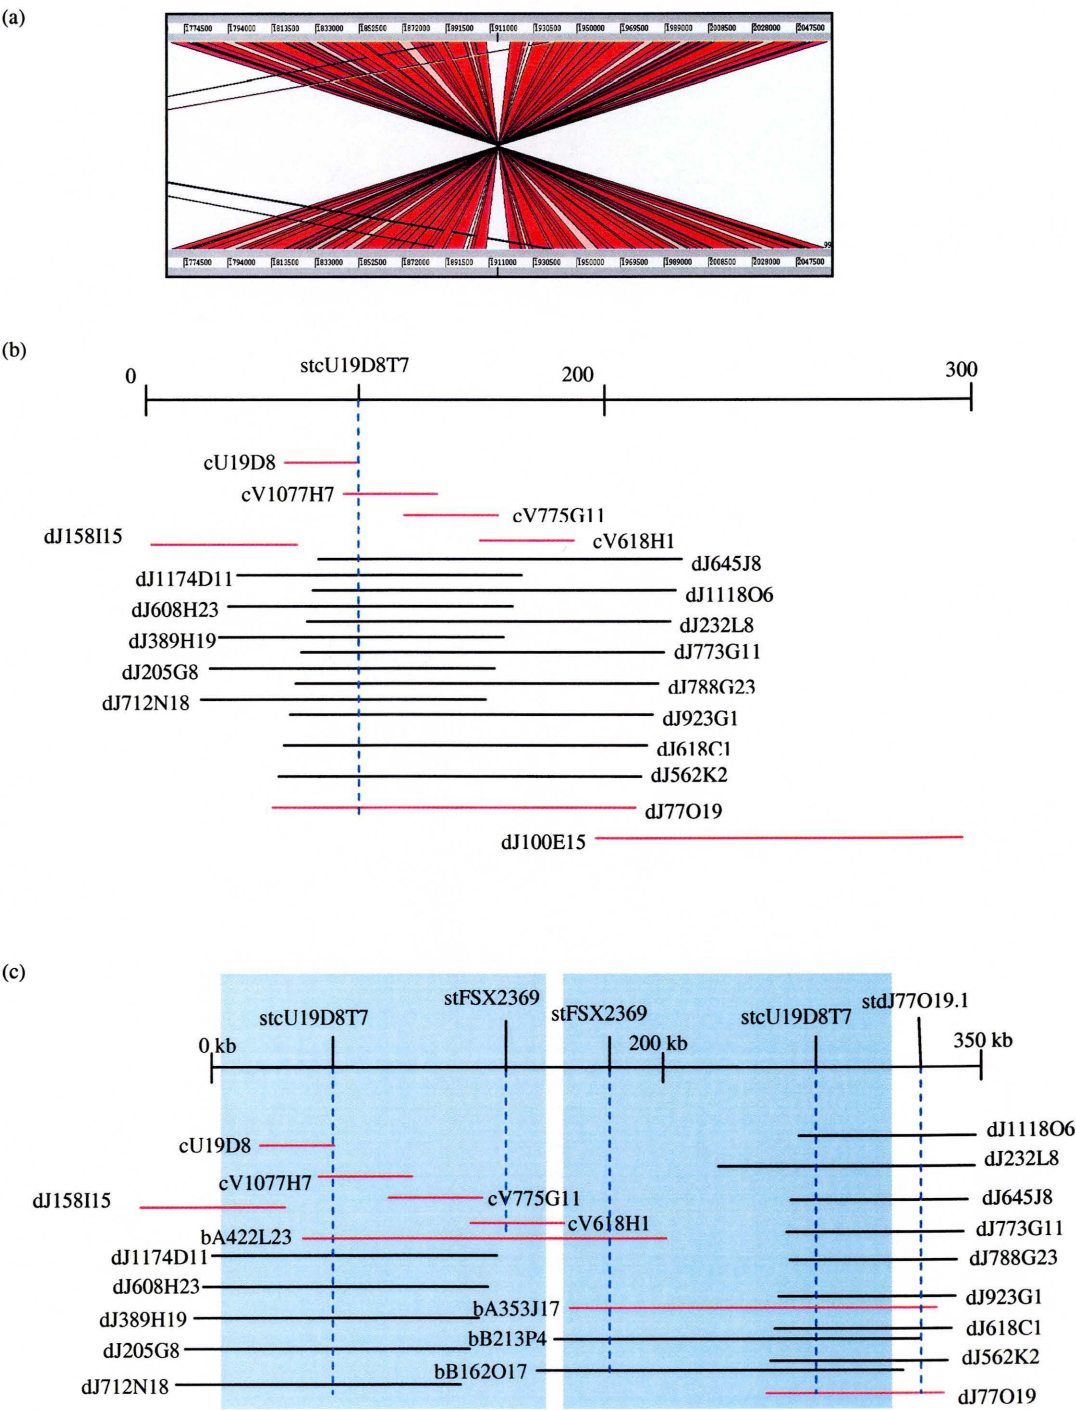 (a)
1774500 1794000 1813500 1833000 1852500 1872000 1891500 1911000 1930500 1950000 1969500 1989000 2008500 2028000 2047500
99
1774500 1794000 1813500 1833000 1852500 1872000 1891500 1911000 1930500 1950000 1969500 1989000 2008500 2028000 2047500
(b)
0 stcU19D8T7 200 300
cU19D8
cV1077H7
cV775G11
dJ158I15
cV618H1
dJ645J8
dJ1174D11
dJ1118O6
dJ608H23
dJ232L8
dJ389H19
dJ773G11
dJ205G8
dJ788G23
dJ712N18
dJ923G1
dJ618C1
dJ562K2
dJ77O19
dJ100E15
(c)
stcU19D8T7 stFSX2369 stFSX2369 stcU19D8T7 stdJ77O19.1
0 kb 200 kb 350 kb
dJ1118O6
cU19D8
dJ232L8
cV1077H7
cV775G11
dJ158I15
dJ645J8
cV618H1
bA422L23
dJ773G11
dJ1174D11
dJ788G23
dJ608H23
dJ923G1
bA353J17
dJ389H19
dJ618C1
bB213P4
dJ205G8
dJ562K2
bB162O17
dJ712N18
dJ77O19